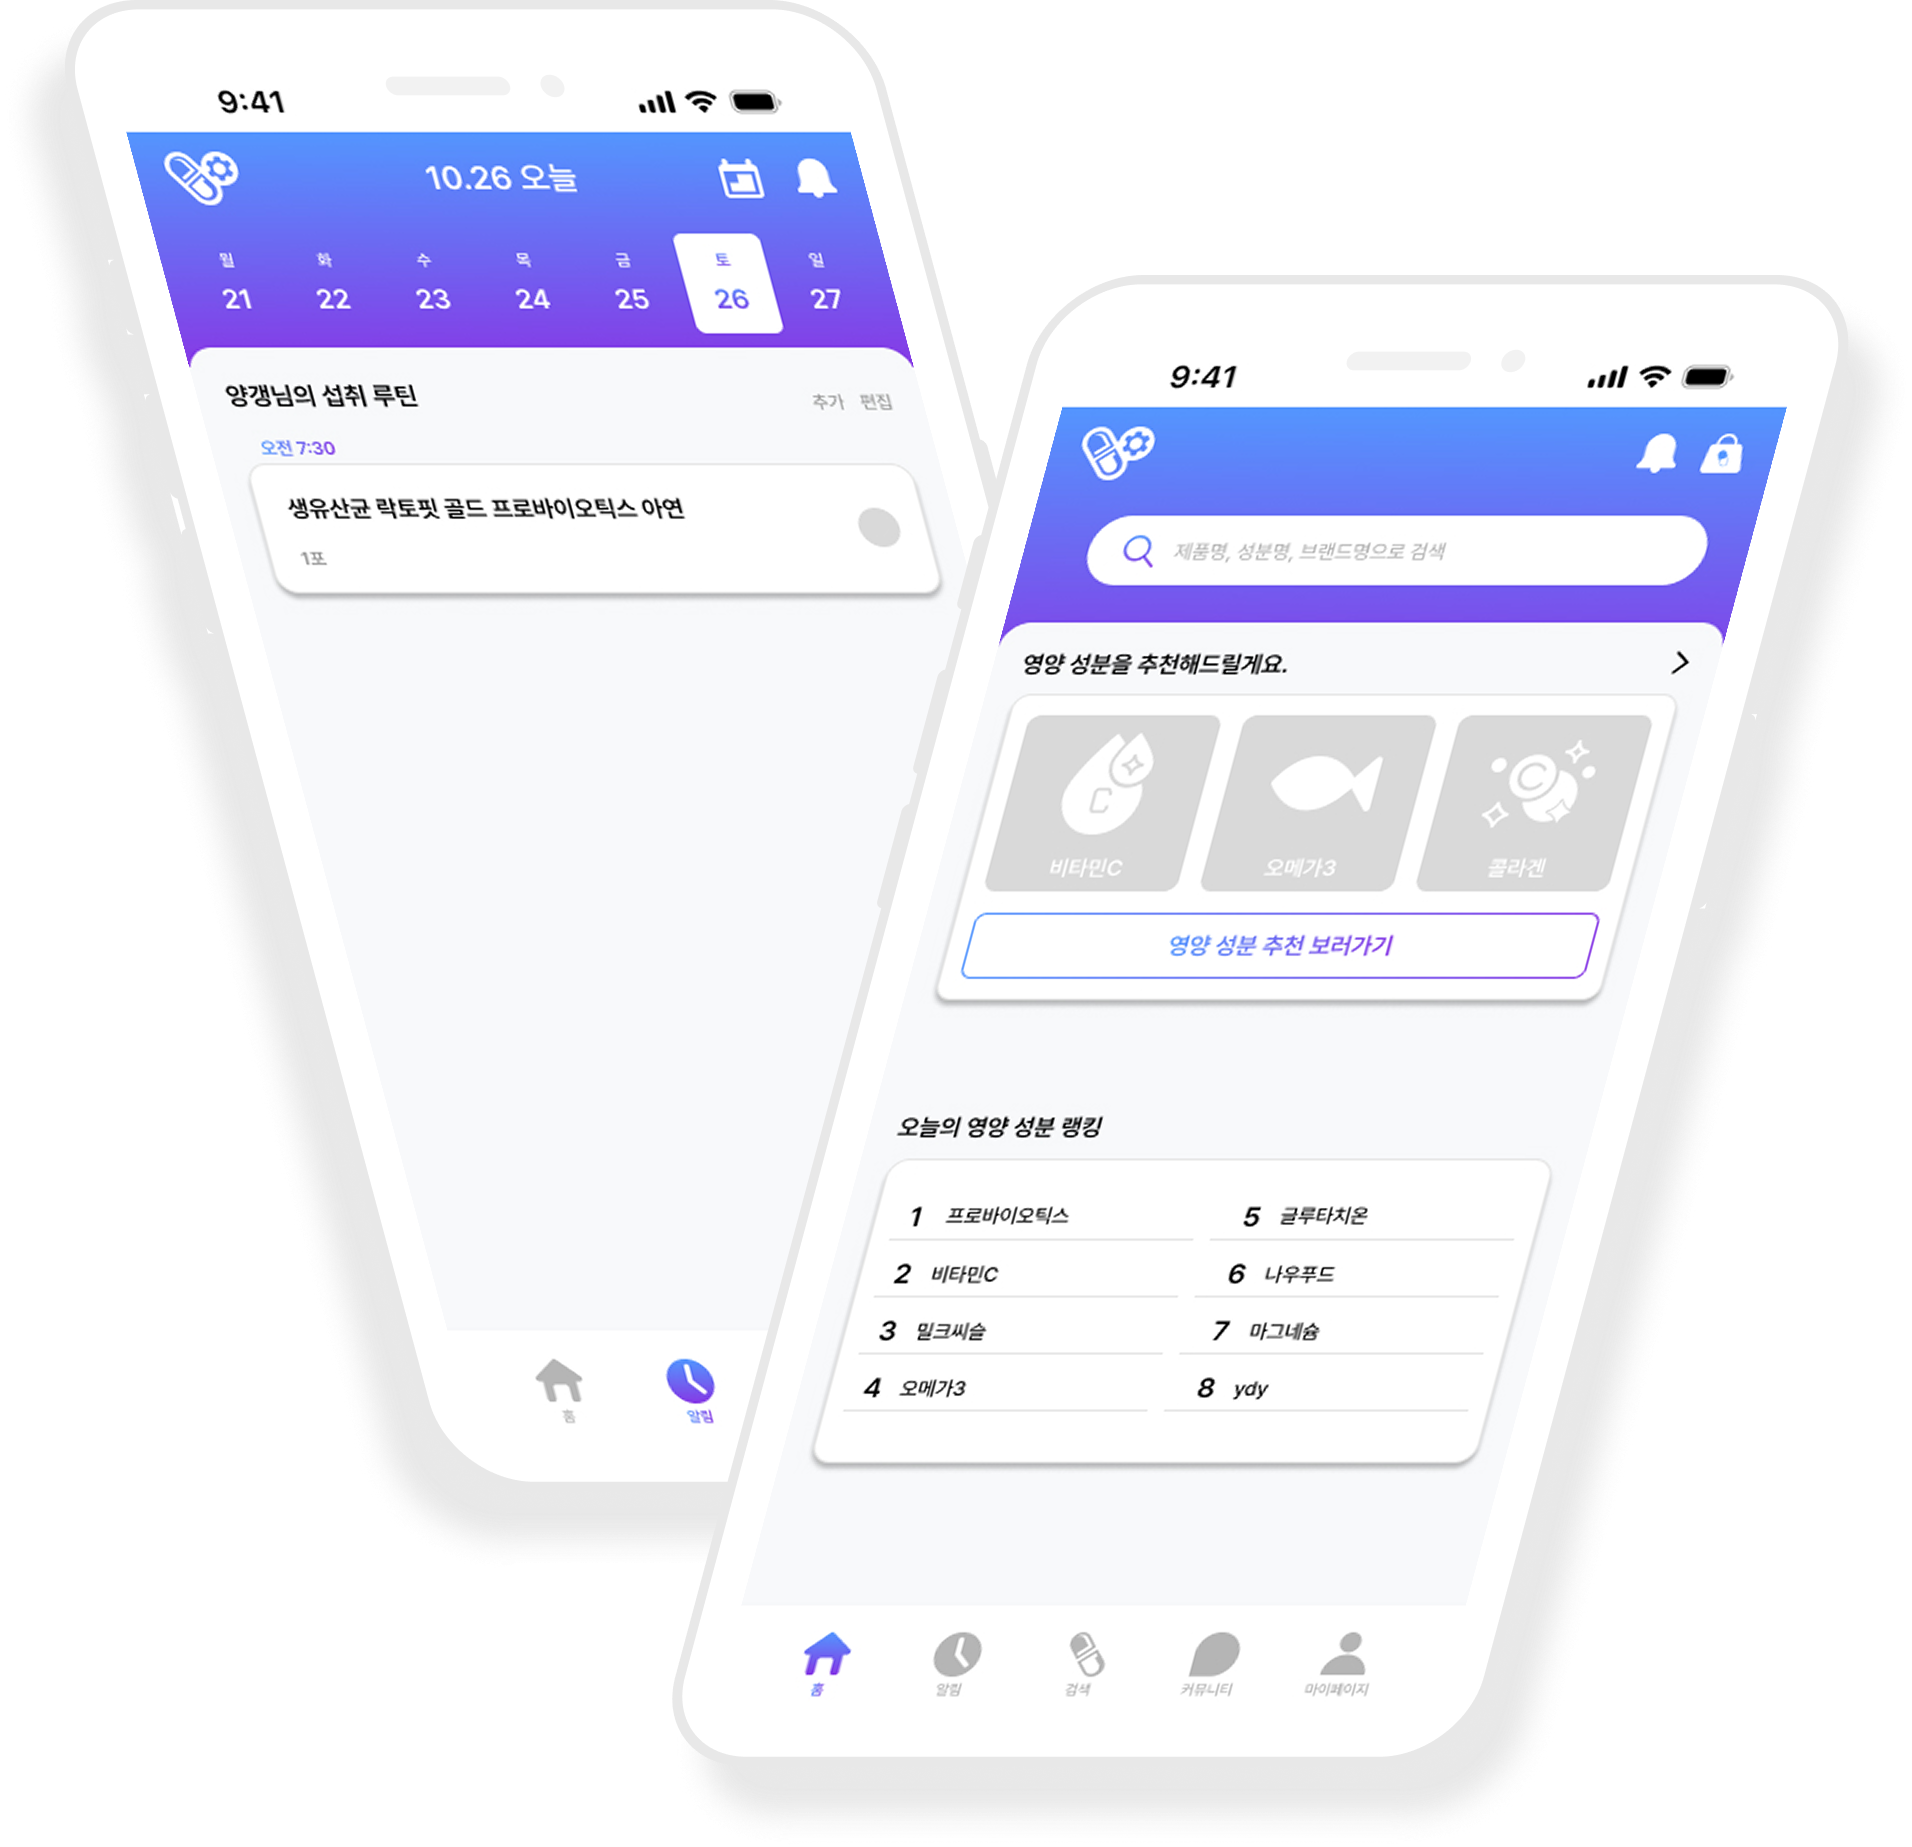 9:41
10.26 오늘
월 화 수 목 금 토 일
21 22 23 24 25 26 27
양갱님의 섭취 루틴
추가 편집
오전 7:30
생유산균 락토핏 골드 프로바이오틱스 아연
1포
홈 알림
9:41
제품명, 성분명, 브랜드명으로 검색
영양 성분을 추천해드릴게요.
C
C
비타민C 오메가3 콜라겐
영양 성분 추천 보러가기
오늘의 영양 성분 랭킹
1 프로바이오틱스
2 비타민C
3 밀크씨슬
4 오메가3
5 글루타치온
6 나우푸드
7 마그네슘
8 ydy
홈 알림 검색 커뮤니티 마이페이지